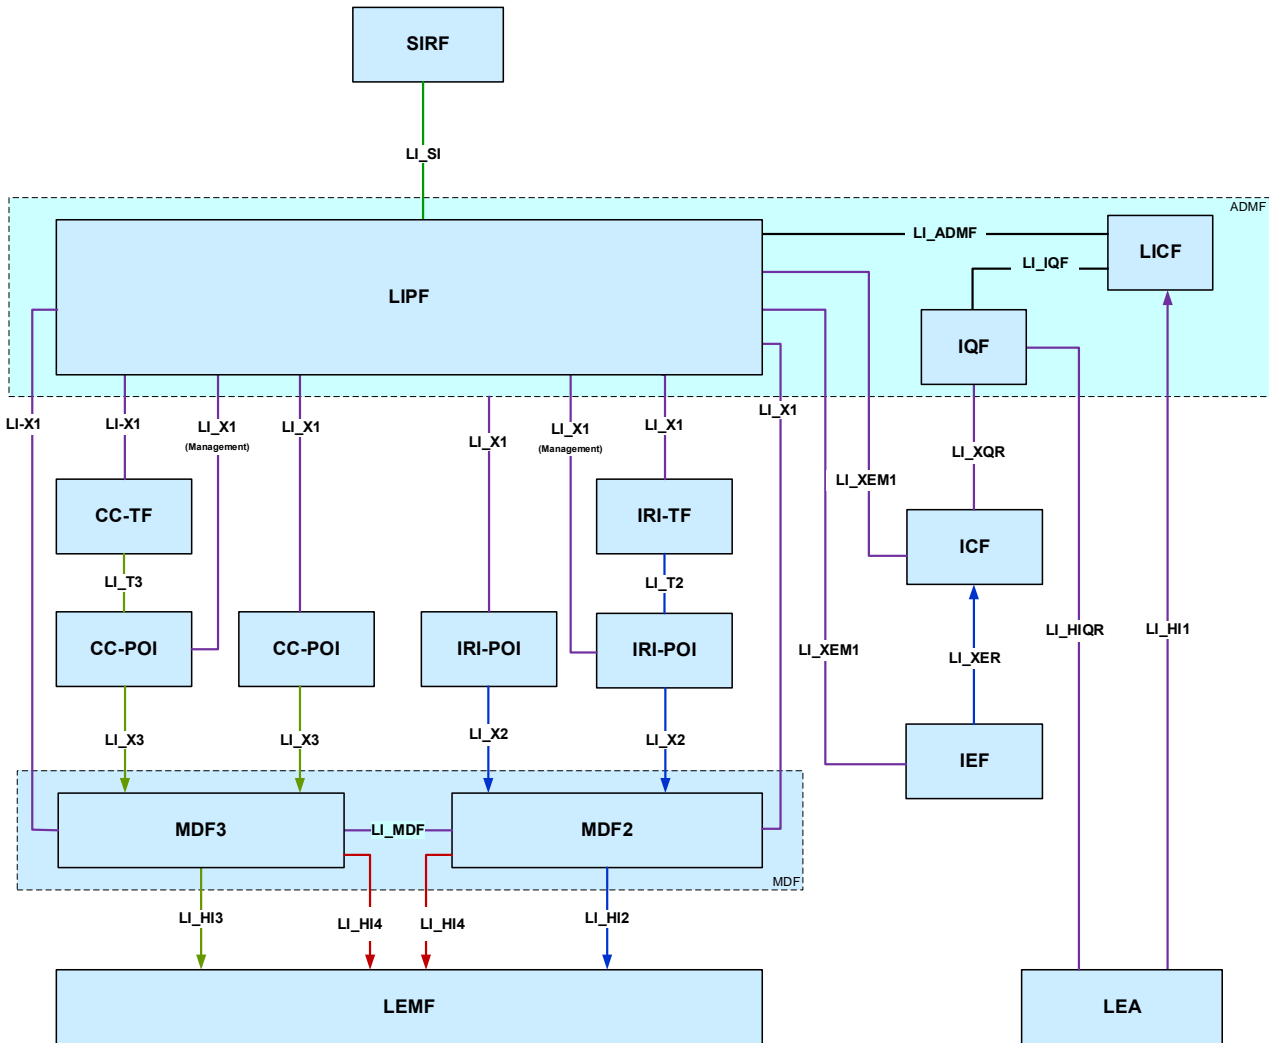 SIRF
LI_SI
ADMF
LI_ADMF
LICF
LI_IQF
LIPF
IQF
LI-X1
LI-X1
LI_X1
(Management)
LI_X1
LI_X1
LI_X1
(Management)
LI_X1
LI_X1
LI_XEM1
LI_XQR
CC-TF
IRI-TF
ICF
LI_T3
LI_T2
CC-POI
CC-POI
IRI-POI
IRI-POI
LI_XEM1
LI_XER
LI_HIQR
LI_HI1
LI_X3
LI_X3
LI_X2
LI_X2
IEF
MDF3
LI_MDF
MDF2
MDF
LI_HI3
LI_HI4
LI_HI4
LI_HI2
LEMF
LEA